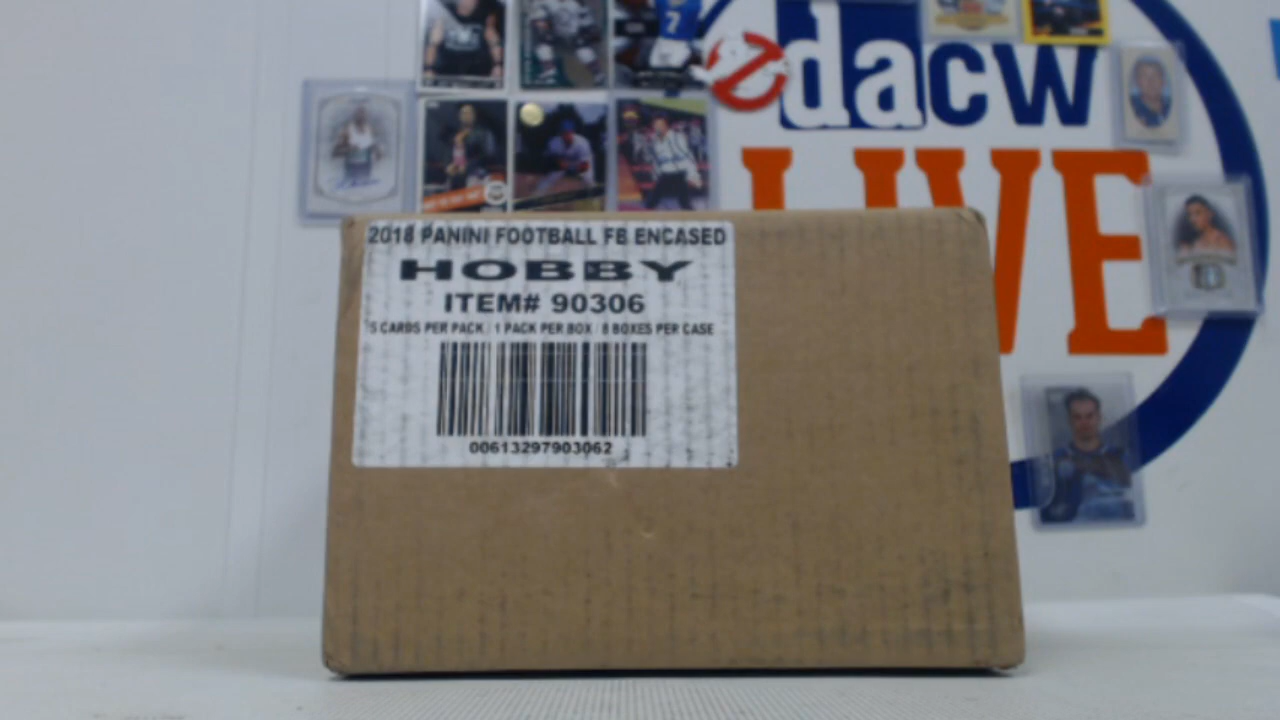 dacw
LIVE
7
2018 PANINI FOOTBALL FB ENCASED
HOBBY
ITEM# 90306
5 CARDS PER PACK 1 PACK PER BOX 8 BOXES PER CASE
00613297903062